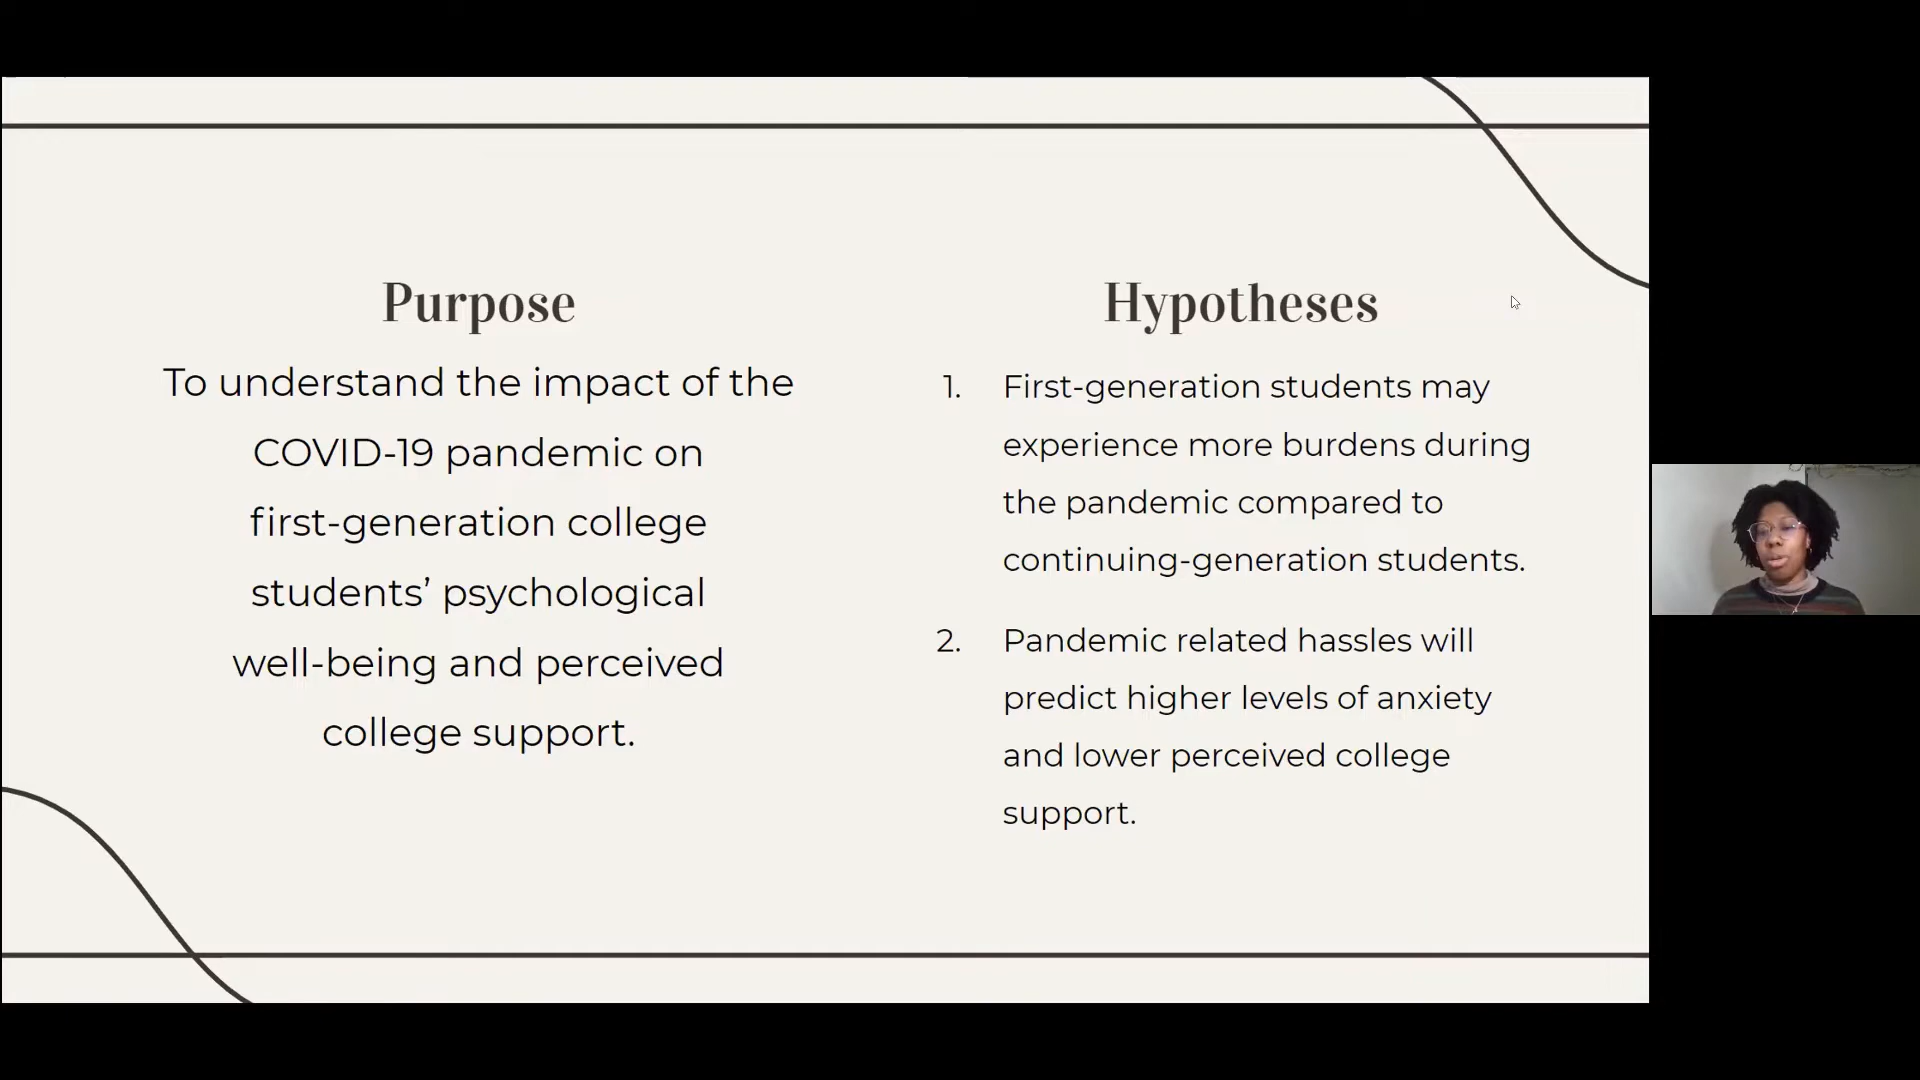 Purpose
To understand the impact of the
COVID-19 pandemic on
first-generation college
students’ psychological
well-being and perceived
college support.
Hypotheses
1. First-generation students may
experience more burdens during
the pandemic compared to
continuing-generation students.
2. Pandemic related hassles will
predict higher levels of anxiety
and lower perceived college
support.